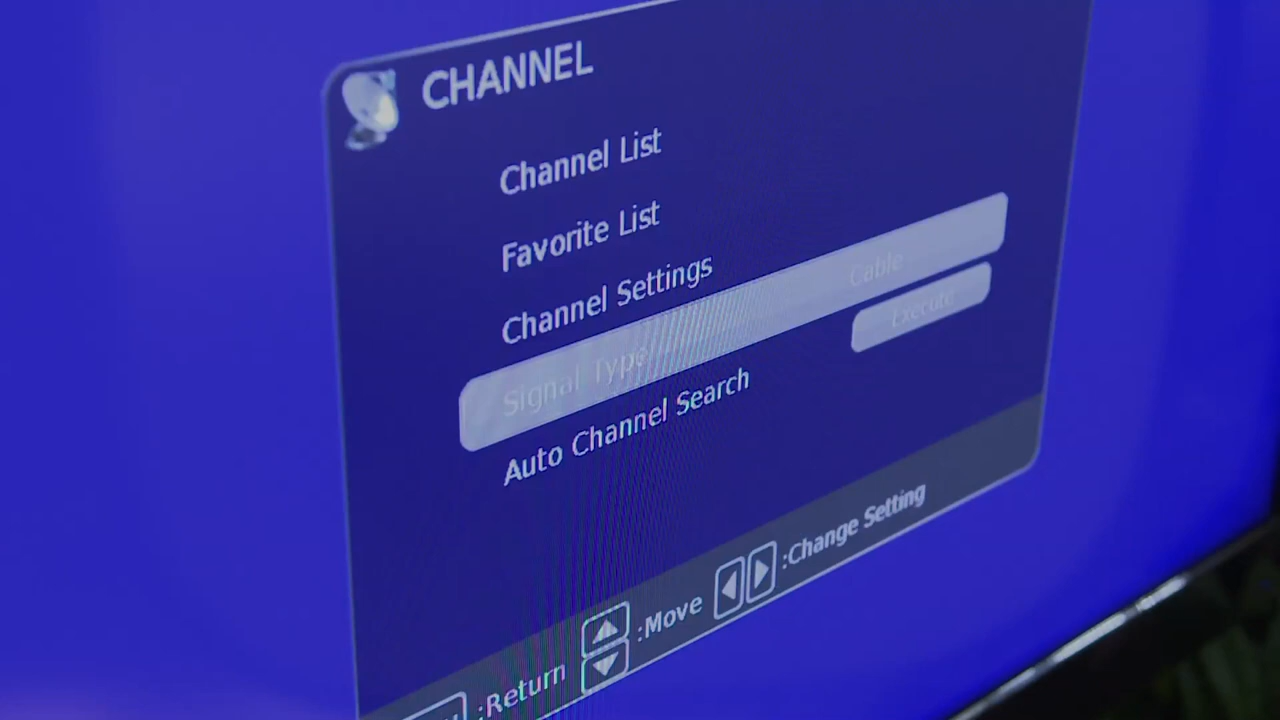 CHANNEL
Channel List
Favorite List
Channel Settings
Signal Type Cable
Auto Channel Search Execute
:Return :Move :Change Setting